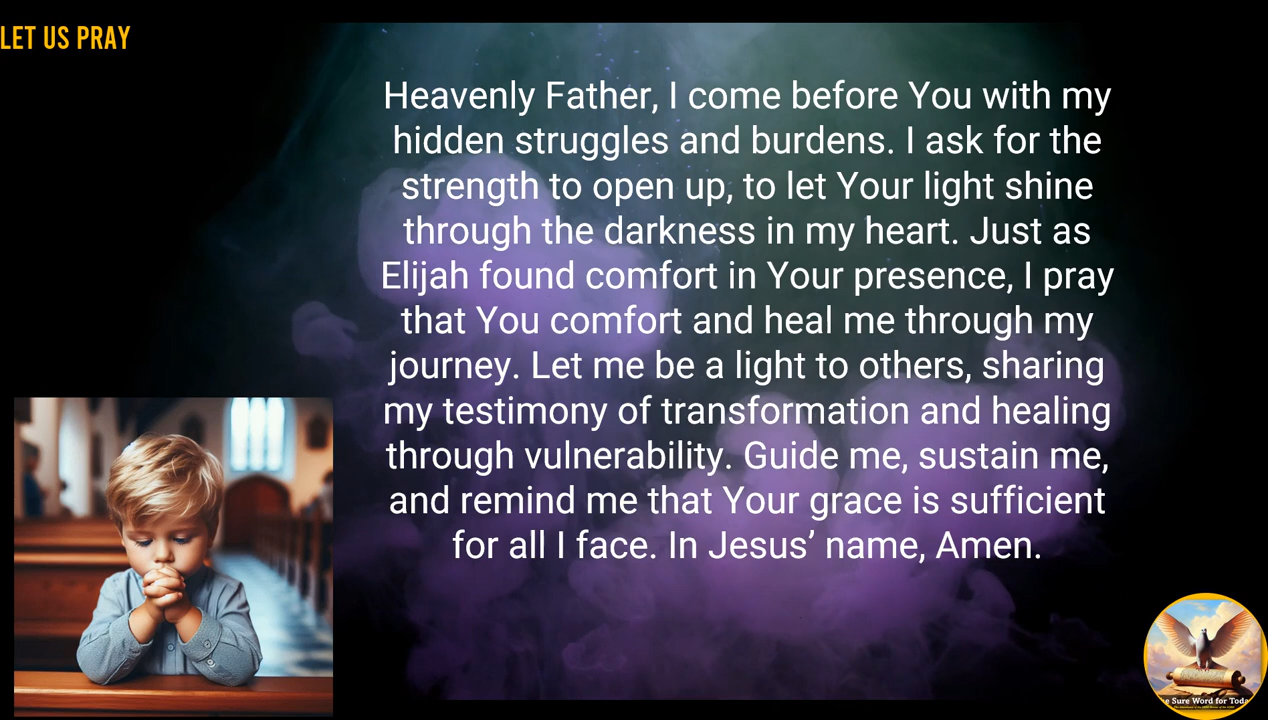 LET US PRAY
Heavenly Father, I come before You with my
hidden struggles and burdens. I ask for the
strength to open up, to let Your light shine
through the darkness in my heart. Just as
Elijah found comfort in Your presence, I pray
that You comfort and heal me through my
journey. Let me be a light to others, sharing
my testimony of transformation and healing
through vulnerability. Guide me, sustain me,
and remind me that Your grace is sufficient
for all I face. In Jesus’ name, Amen.
e Sure Word for Toda